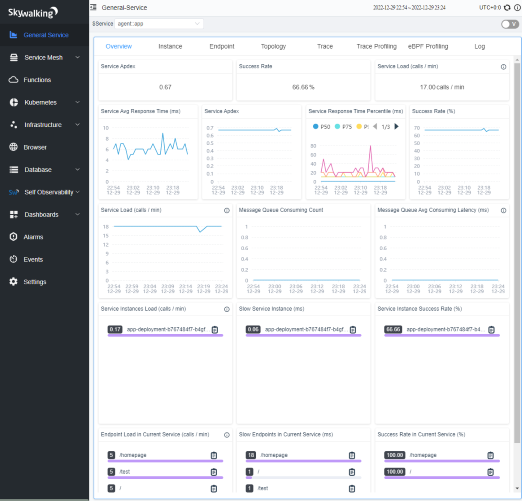 Skywalking
General-Service
2022-12-29 22:54 ~ 2022-12-29 23:24
UTC+0:0
$Service agent::app
V
General Service
Service Mesh
Functions
Kubernetes
Infrastructure
Browser
Database
Self Observability
Dashboards
Alarms
Events
Settings
Overview Instance Endpoint Topology Trace Trace Profiling eBPF Profiling Log
Service Apdex
0.67
Success Rate
66.66 %
Service Load (calls / min)
17.00 calls / min
Service Avg Response Time (ms)
10
8
6
4
2
0
22:54 23:02 23:10 23:18
12-29 12-29 12-29 12-29
Service Apdex
0.7
0.6
0.5
0.4
0.3
0.2
0.1
0
22:54 23:02 23:10 23:18
12-29 12-29 12-29 12-29
Service Response Time Percentile (ms)
P50 P75 P! 1/3
80
60
40
20
0
22:54 23:02 23:10 23:18
12-29 12-29 12-29 12-29
Success Rate (%)
70
60
50
40
30
20
10
0
22:54 23:02 23:10 23:18
12-29 12-29 12-29 12-29
Service Load (calls / min)
18
15
12
9
6
3
0
22:54 22:59 23:04 23:09 23:14 23:19 23:24
12-29 12-29 12-29 12-29 12-29 12-29 12-29
Message Queue Consuming Count
1
0.8
0.6
0.4
0.2
0
22:54 23:00 23:06 23:12 23:18 23:24
12-29 12-29 12-29 12-29 12-29 12-29
Message Queue Avg Consuming Latency (ms)
1
0.8
0.6
0.4
0.2
0
22:54 23:00 23:06 23:12 23:18 23:24
12-29 12-29 12-29 12-29 12-29 12-29
Service Instances Load (calls / min)
0.17 app-deployment-b767484f7-b4gf...
Slow Service Instance (ms)
0.06 app-deployment-b767484f7-b4gf...
Service Instance Success Rate (%)
66.66 app-deployment-b767484f7-b4gf...
Endpoint Load in Current Service (calls / min)
5 /homepage
5 /test
5 /
Slow Endpoints in Current Service (ms)
18 /homepage
1 /
1 /test
Success Rate in Current Service (%)
100.00 /homepage
100.00 /